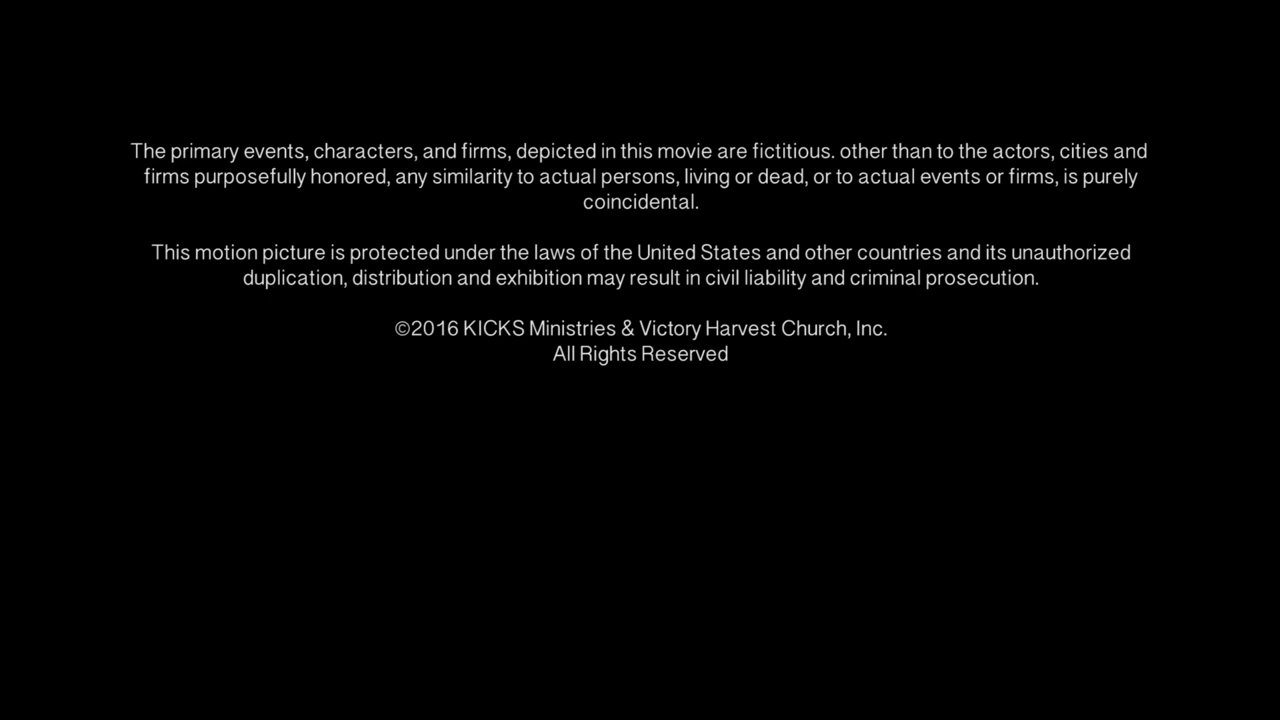 The primary events, characters, and firms, depicted in this movie are fictitious. other than to the actors, cities and
firms purposefully honored, any similarity to actual persons, living or dead, or to actual events or firms, is purely
coincidental.
This motion picture is protected under the laws of the United States and other countries and its unauthorized
duplication, distribution and exhibition may result in civil liability and criminal prosecution.
©2016 KICKS Ministries & Victory Harvest Church, Inc.
All Rights Reserved